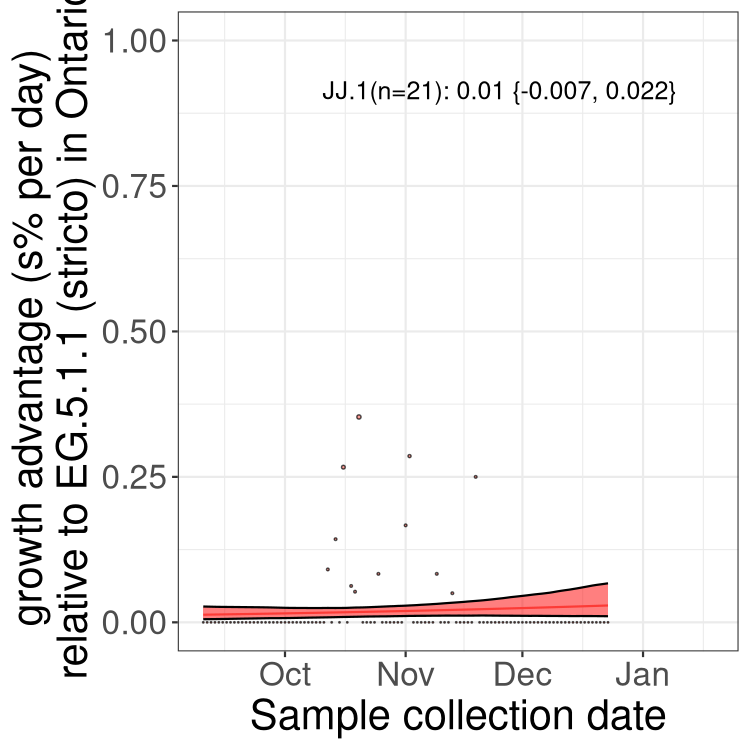 growth advantage (s% per day)
relative to EG.5.1.1 (stricto) in Ontario
1.00
0.75
0.50
0.25
0.00
JJ.1(n=21): 0.01 {-0.007, 0.022}
Oct Nov Dec Jan
Sample collection date